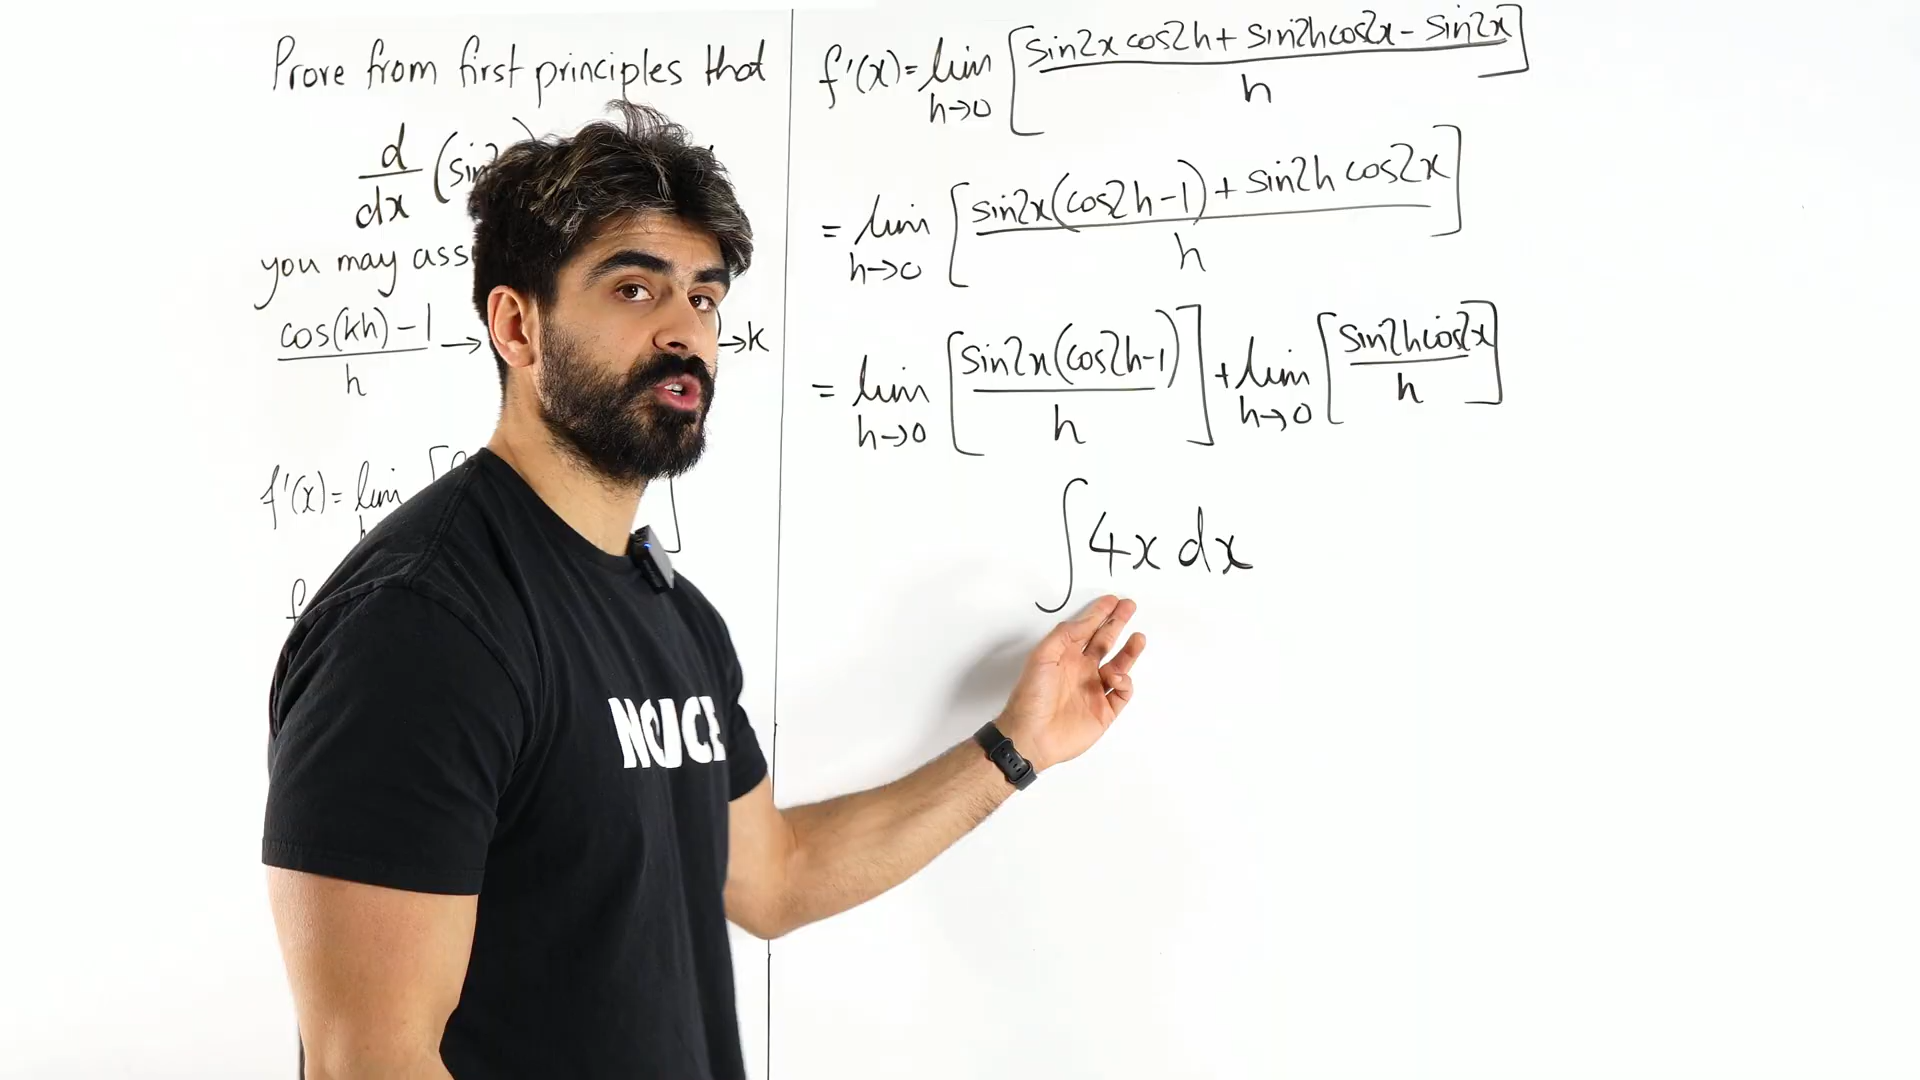 Prove from first principles that
d/dx (sin2
you may ass
cos(kh) - 1 / h → →k
f'(x) = lim [
f
f'(x) = lim h→0 [sin2x cos2h + sin2h cos2x - sin2x / h]
= lim h→0 [sin2x(cos2h-1) + sin2h cos2x / h]
= lim h→0 [sin2x(cos2h-1) / h] + lim h→0 [sin2h cos2x / h]
∫4x dx